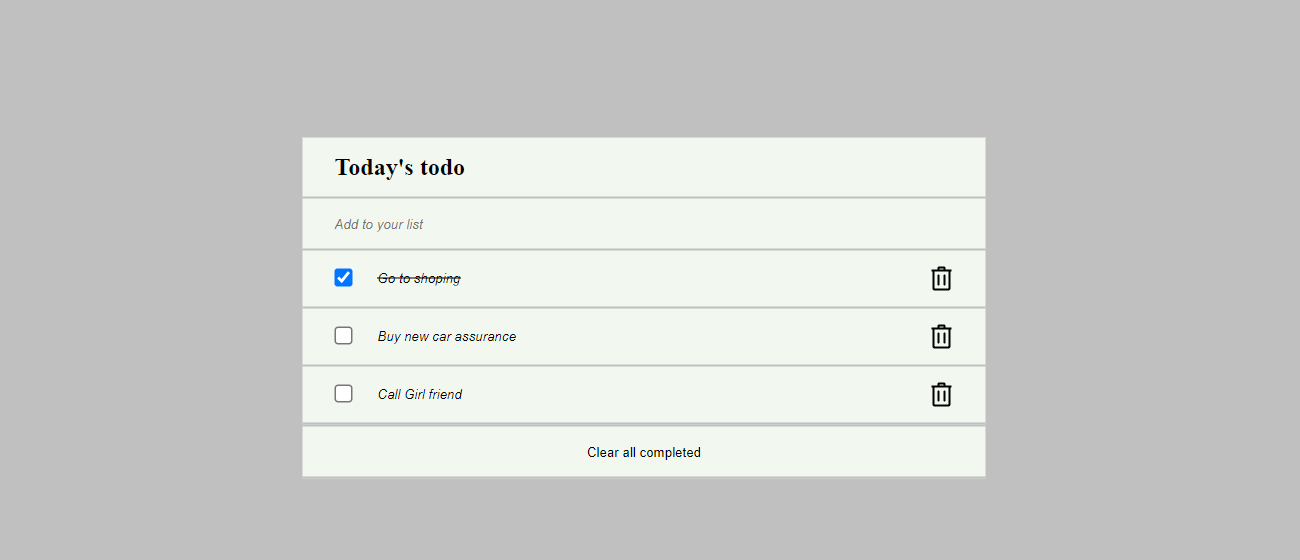 Today's todo
Add to your list
Go to shoping
Buy new car assurance
Call Girl friend
Clear all completed